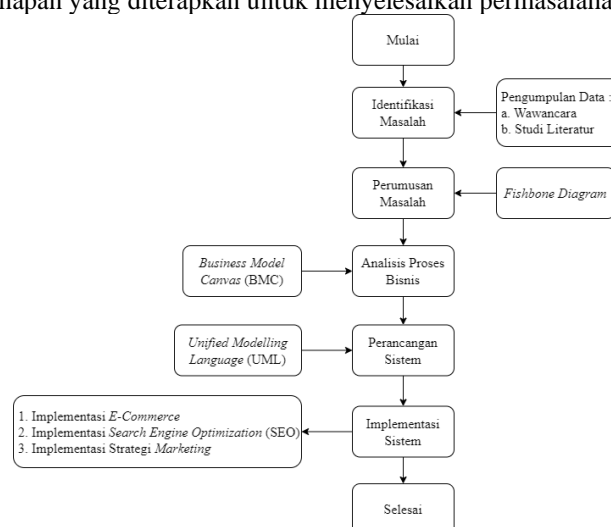 yang diterapkan untuk menyelesaikan
Mulai
Identifikasi
Masalah
Pengumpulan Data :
a. Wawancara
b. Studi Literatur
Perumusan
Masalah
Fishbone Diagram
Business Model
Canvas (BMC)
Analisis Proses
Bisnis
Unified Modelling
Language (UML)
Perancangan
Sistem
1. Implementasi E-Commerce
2. Implementasi Search Engine Optimization (SEO)
3. Implementasi Strategi Marketing
Implementasi
Sistem
Selesai